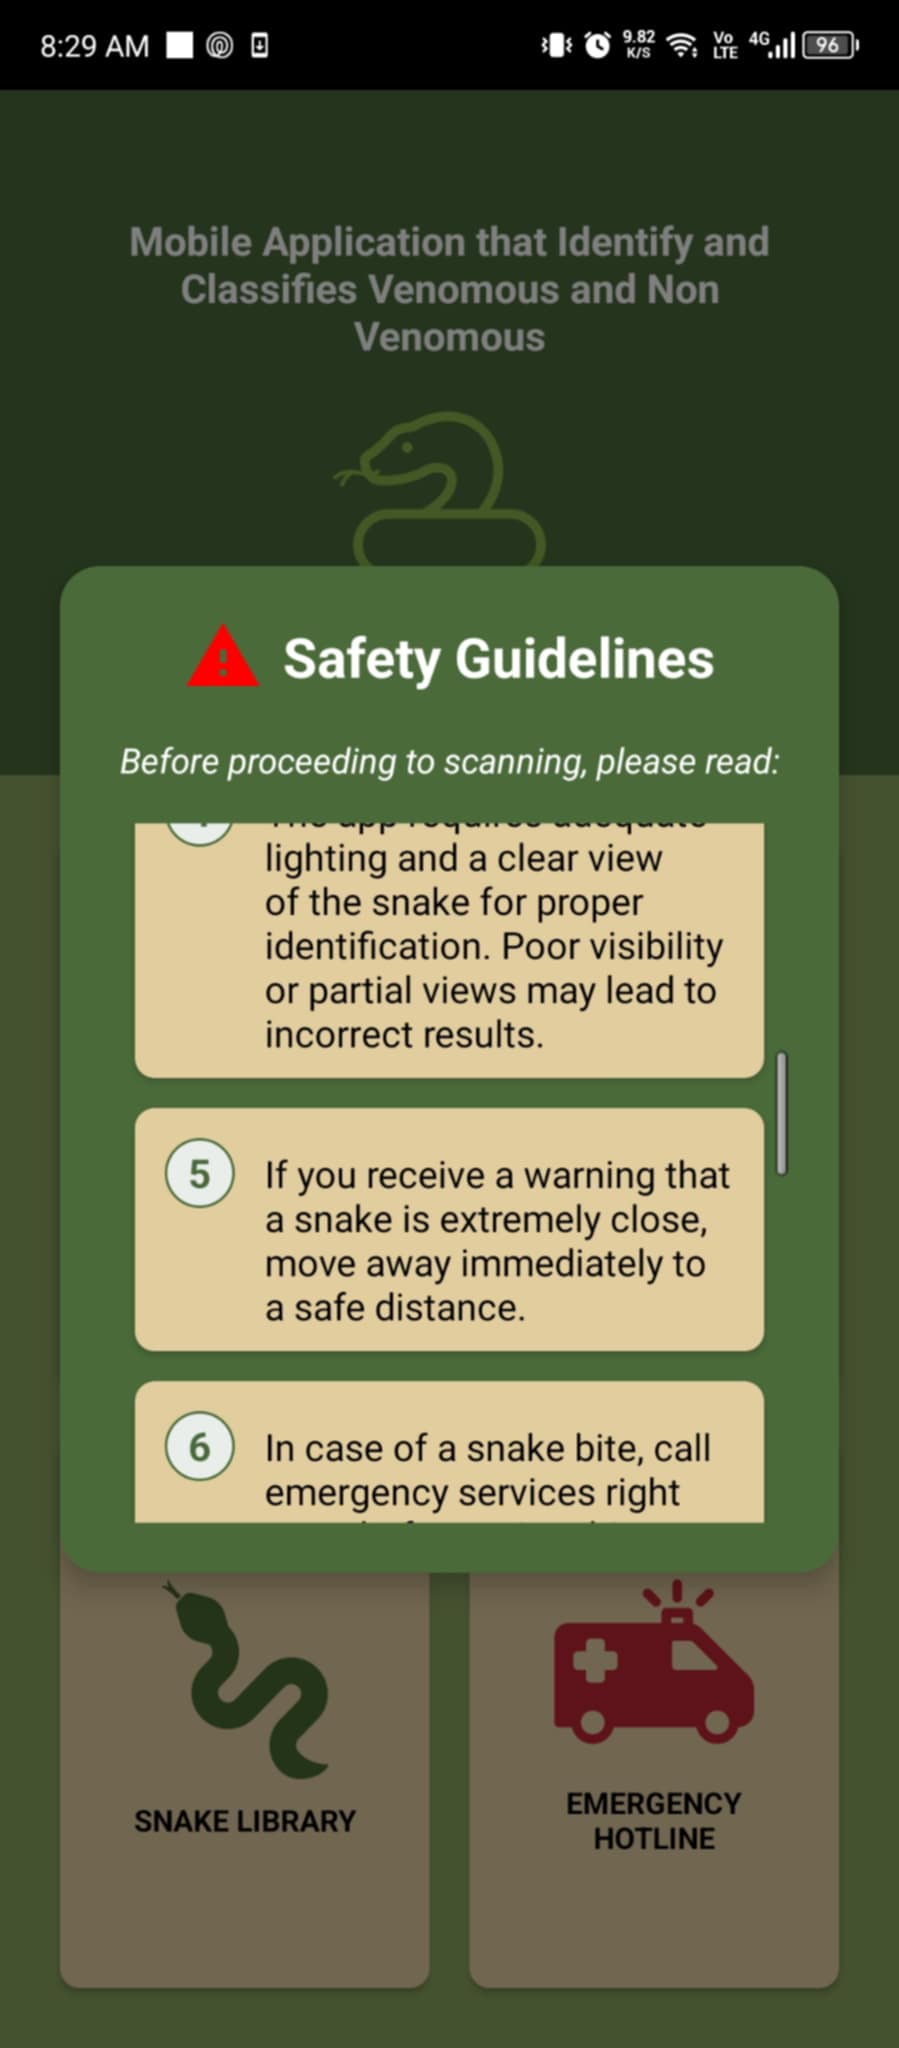 8:29 AM
9.82
K/S
Vo
LTE
4G
96
Mobile Application that Identify and
Classifies Venomous and Non
Venomous
Safety Guidelines
Before proceeding to scanning, please read:
The app requires adequate
lighting and a clear view
of the snake for proper
identification. Poor visibility
or partial views may lead to
incorrect results.
5
If you receive a warning that
a snake is extremely close,
move away immediately to
a safe distance.
6
In case of a snake bite, call
emergency services right
SNAKE LIBRARY
EMERGENCY
HOTLINE